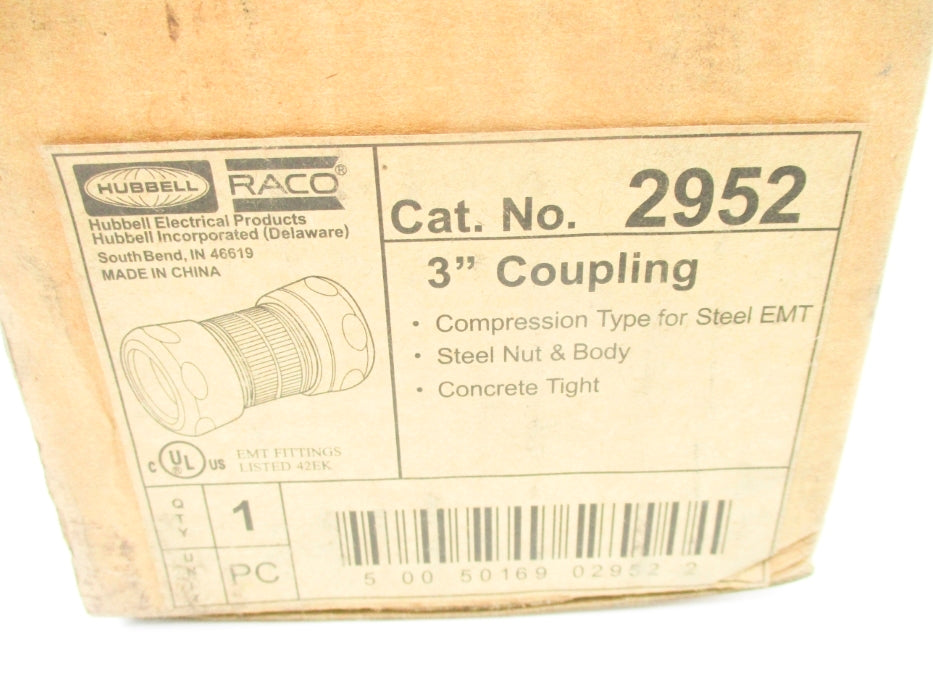 HUBBELL
RACO®
Hubbell Electrical Products
Hubbell Incorporated (Delaware)
South Bend, IN 46619
MADE IN CHINA
Cat. No. 2952
3" Coupling
• Compression Type for Steel EMT
• Steel Nut & Body
• Concrete Tight
C UL® US
EMT FITTINGS
LISTED 42EK
QTY
1
PC
5 00 50169 02952 2